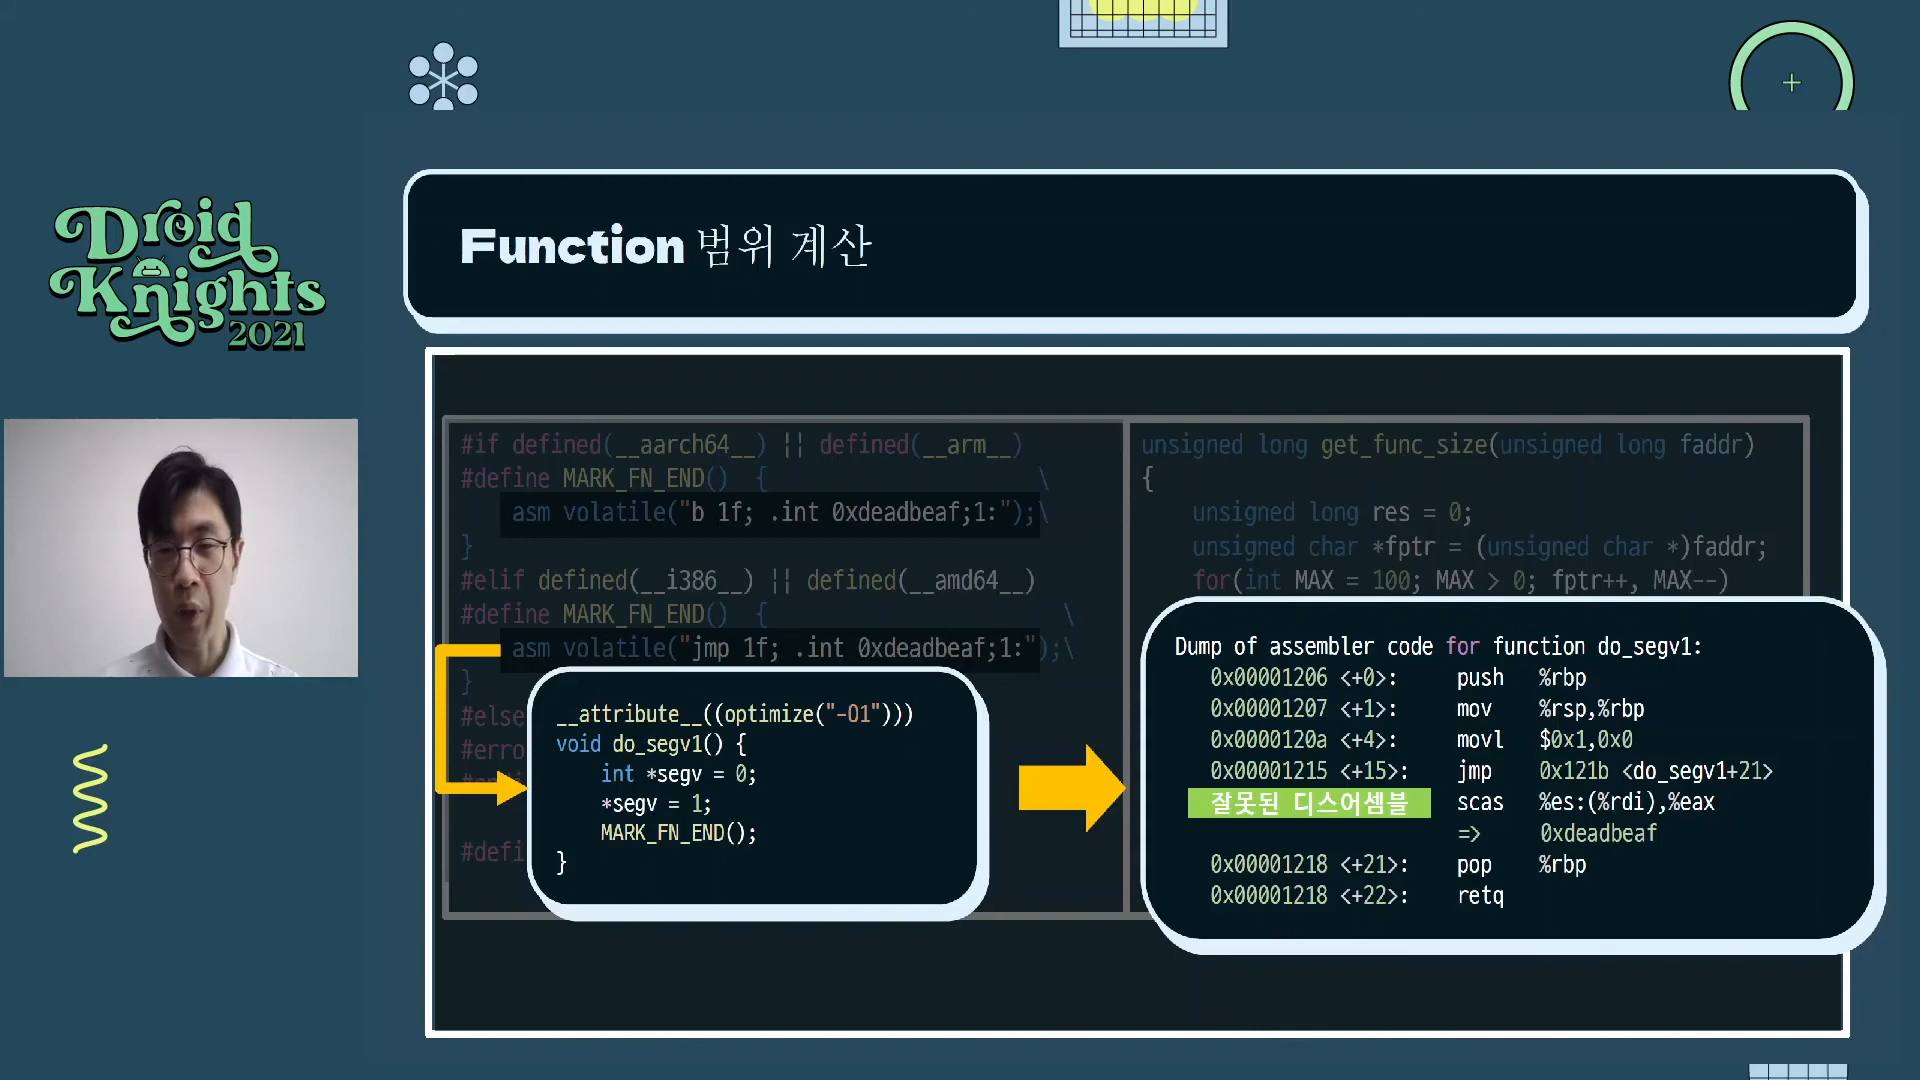 Droid
Knights
2021
Function 범위 계산
#if defined(__aarch64__) || defined(__arm__)
#define MARK_FN_END() { \
asm volatile("b 1f; .int 0xdeadbeaf;1:");\
}
#elif defined(__i386__) || defined(__amd64__)
#define MARK_FN_END() { \
asm volatile("jmp 1f; .int 0xdeadbeaf;1:");\
}
#else
#erro
#defi
unsigned long get_func_size(unsigned long faddr)
{
unsigned long res = 0;
unsigned char *fptr = (unsigned char *)faddr;
for(int MAX = 100; MAX > 0; fptr++, MAX--)
__attribute__((optimize("-O1")))
void do_segv1() {
int *segv = 0;
*segv = 1;
MARK_FN_END();
}
Dump of assembler code for function do_segv1:
0x00001206 <+0>: push %rbp
0x00001207 <+1>: mov %rsp,%rbp
0x0000120a <+4>: movl $0x1,0x0
0x00001215 <+15>: jmp 0x121b <do_segv1+21>
잘못된 디스어셈블 scas %es:(%rdi),%eax
=> 0xdeadbeaf
0x00001218 <+21>: pop %rbp
0x00001218 <+22>: retq